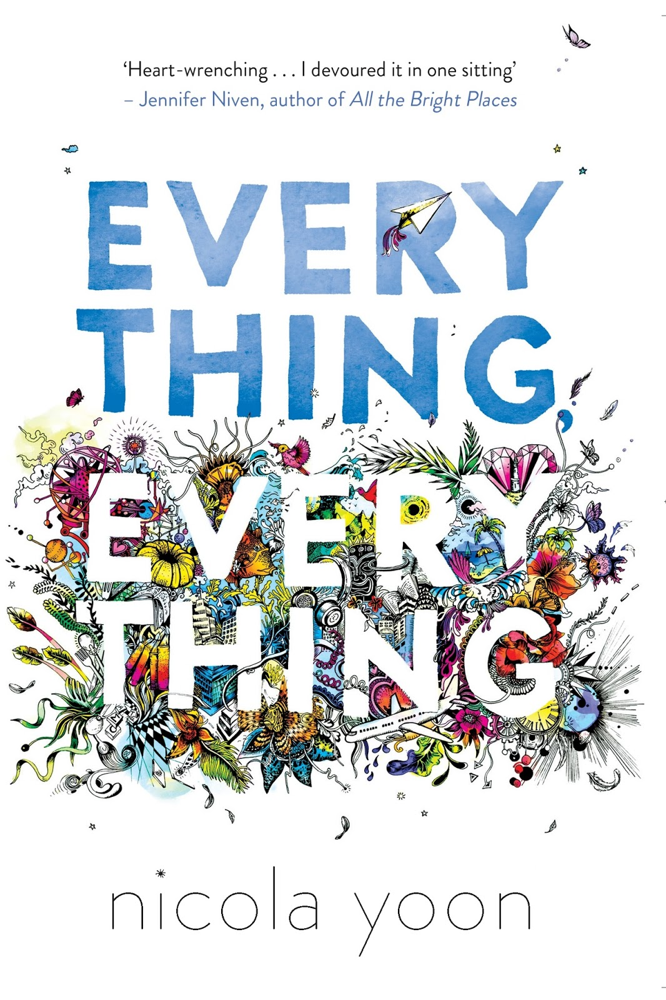 ‘Heart-wrenching . . . I devoured it in one sitting’
– Jennifer Niven, author of All the Bright Places
EVERY
THING,
EVERY
THING
nicola yoon